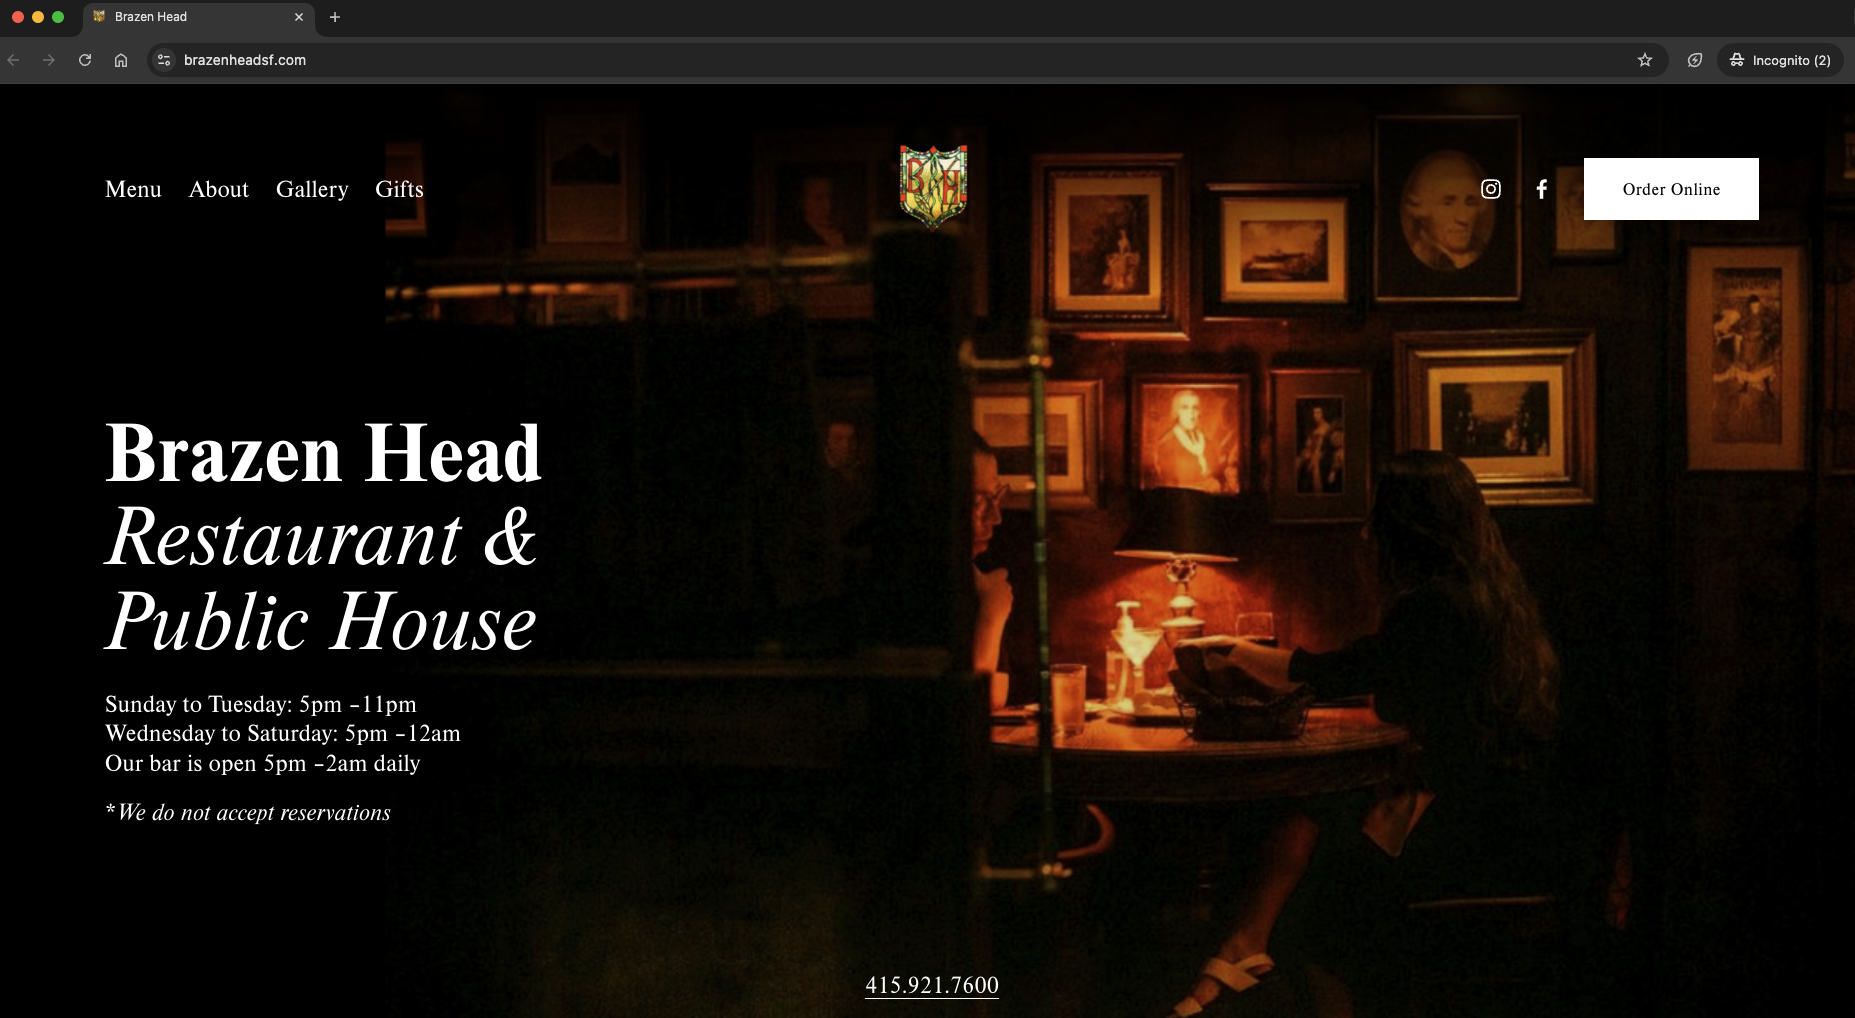 Brazen Head
brazenheadsf.com
Incognito (2)
Menu About Gallery Gifts
BH
Order Online
Brazen Head
Restaurant &
Public House
Sunday to Tuesday: 5pm -11pm
Wednesday to Saturday: 5pm -12am
Our bar is open 5pm -2am daily
*We do not accept reservations
415.921.7600